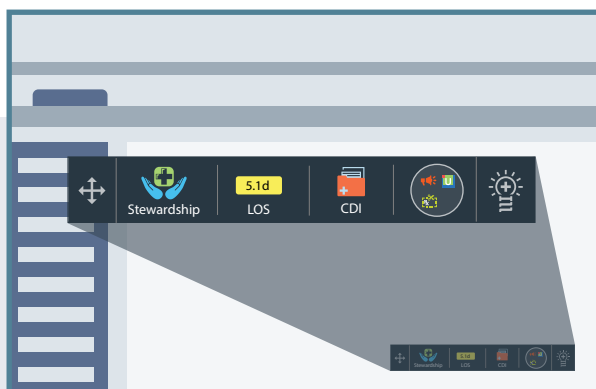 5.1d
U
Stewardship
LOS
CDI
5.1d
Stewardship
LOS
CDI